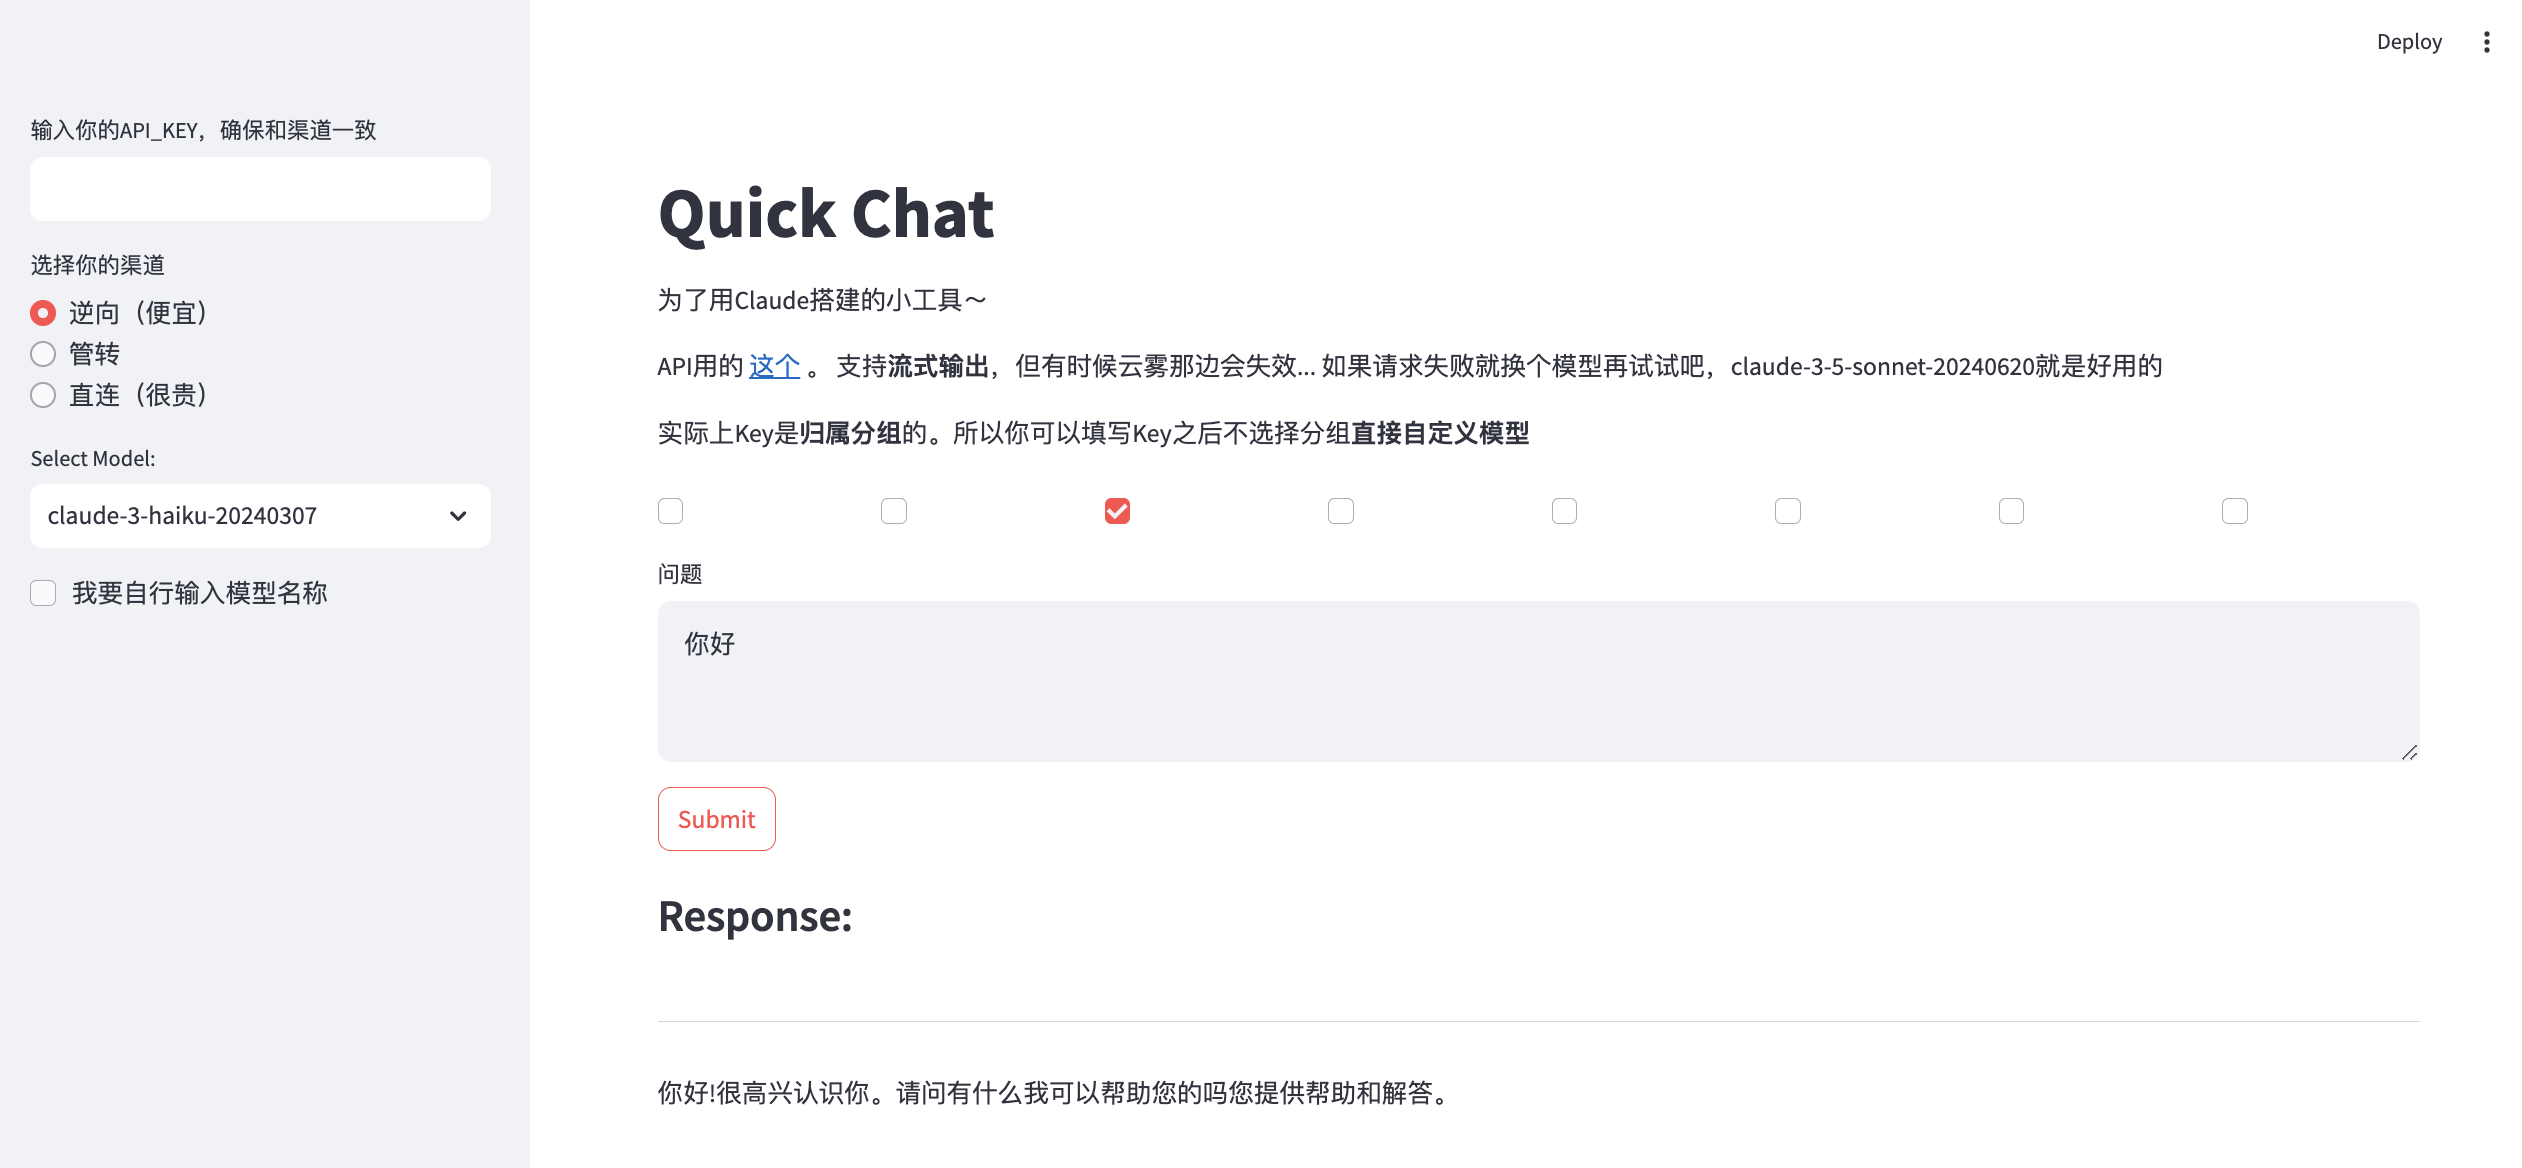 Deploy
输入你的API_KEY，确保和渠道一致
选择你的渠道
逆向（便宜）
管转
直连（很贵）
Select Model:
claude-3-haiku-20240307
我要自行输入模型名称
Quick Chat
为了用Claude搭建的小工具～
API用的 这个 。 支持流式输出，但有时候云雾那边会失效... 如果请求失败就换个模型再试试吧，claude-3-5-sonnet-20240620就是好用的
实际上Key是归属分组的。所以你可以填写Key之后不选择分组直接自定义模型
问题
你好
Submit
Response:
你好!很高兴认识你。请问有什么我可以帮助您的吗您提供帮助和解答。